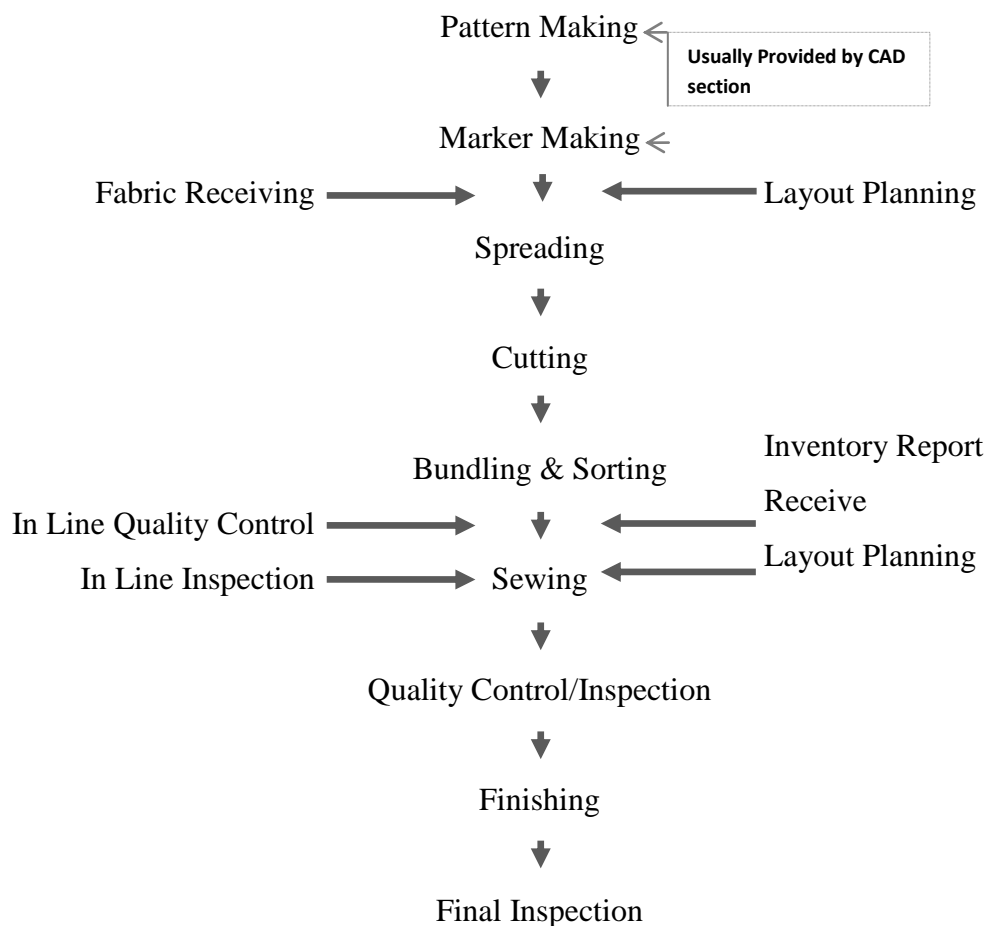 Pattern Making
Usually Provided by CAD
section
Marker Making
Fabric Receiving
Layout Planning
Spreading
Cutting
Bundling & Sorting
Inventory Report
Receive
In Line Quality Control
Layout Planning
In Line Inspection
Sewing
Quality Control/Inspection
Finishing
Final Inspection